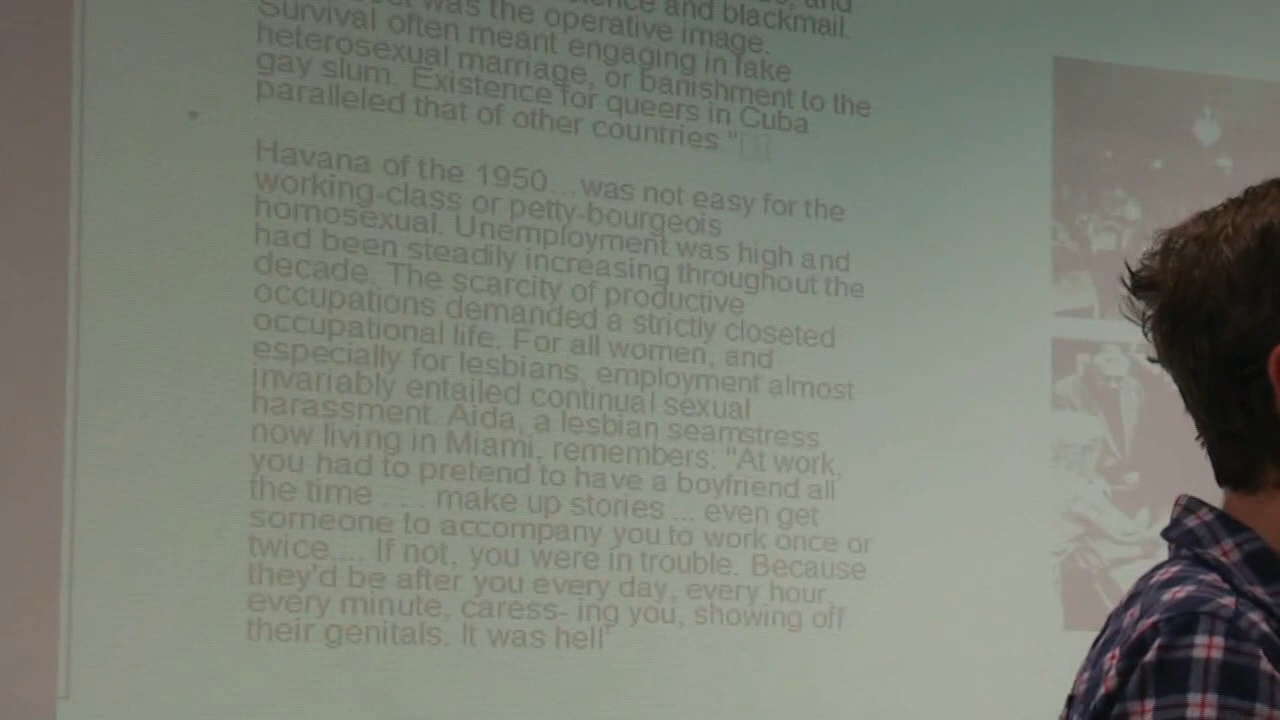 was the operative image.
and blackmail.
Survival often meant engaging in fake
heterosexual marriage, or banishment to the
gay slum. Existence for queers in Cuba
paralleled that of other countries."[1]
Havana of the 1950....was not easy for the
working-class or petty-bourgeois
homosexual. Unemployment was high and
had been steadily increasing throughout the
decade. The scarcity of productive
occupations demanded a strictly closeted
occupational life. For all women, and
especially for lesbians, employment almost
invariably entailed continual sexual
harassment. Aida, a lesbian seamstress
now living in Miami, remembers: "At work,
you had to pretend to have a boyfriend all
the time .... make up stories ... even get
someone to accompany you to work once or
twice.... If not, you were in trouble. Because
they'd be after you every day, every hour,
every minute, caress- ing you, showing off
their genitals. It was hell"